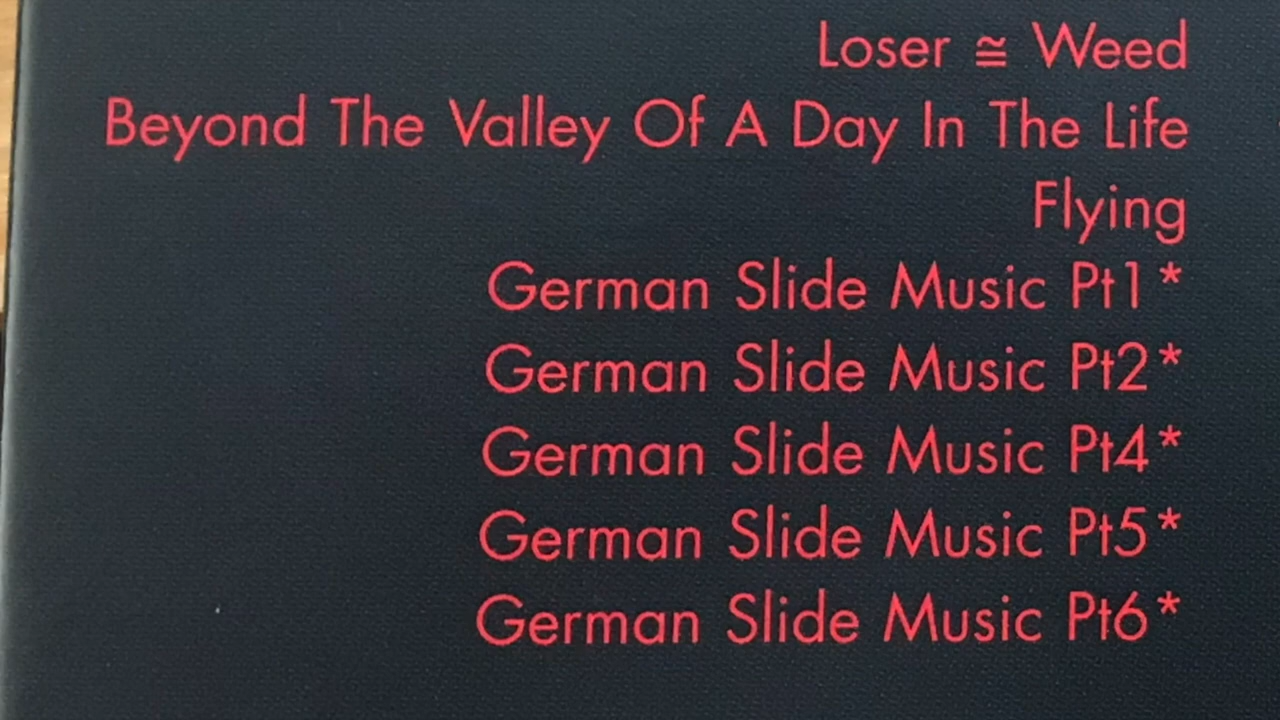 Loser ≅ Weed
Beyond The Valley Of A Day In The Life
Flying
German Slide Music Pt1*
German Slide Music Pt2*
German Slide Music Pt4*
German Slide Music Pt5*
German Slide Music Pt6*